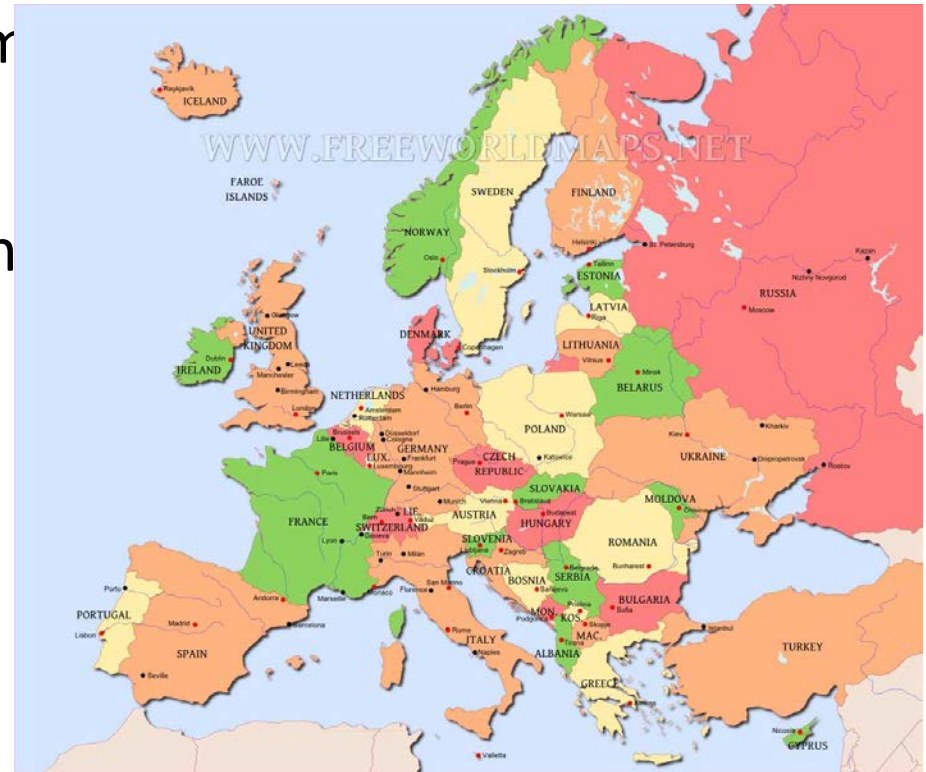 m
n
WWW.FREEWORLDMAPS.NET
Reykjavik
ICELAND
FAROE
ISLANDS
SWEDEN
FINLAND
NORWAY
Helsinki
St. Petersburg
Oslo
Stockholm
Tallinn
ESTONIA
Kazan
Nizhny Novgorod
RUSSIA
Moscow
LATVIA
Riga
DENMARK
Copenhagen
LITHUANIA
Vilnius
Minsk
BELARUS
Glasgow
UNITED
KINGDOM
Dublin
IRELAND
Leeds
Manchester
Birmingham
London
NETHERLANDS
Amsterdam
Rotterdam
Hamburg
Berlin
Warsaw
POLAND
Brussels
BELGIUM
Lille
Düsseldorf
Cologne
GERMANY
LUX.
Luxembourg
Frankfurt
Mannheim
Prague
CZECH
REPUBLIC
Katowice
Kiev
Kharkiv
UKRAINE
Dnipropetrovsk
Rostov
Paris
Stuttgart
Munich
Vienna
Bratislava
SLOVAKIA
MOLDOVA
FRANCE
Zürich
LIE.
Bern
Vaduz
SWITZERLAND
Geneva
AUSTRIA
Budapest
HUNGARY
Lyon
Turin
Milan
SLOVENIA
Ljubljana
Zagreb
CROATIA
ROMANIA
Bucharest
Belgrade
SERBIA
BOSNIA
Sarajevo
San Marino
Florence
Monaco
Marseille
Andorra
Porto
PORTUGAL
Lisbon
Madrid
Barcelona
SPAIN
Seville
Rome
ITALY
Naples
MON.
Podgorica
Pristina
KOS.
BULGARIA
Sofia
Skopje
MAC.
Tirana
ALBANIA
Istanbul
TURKEY
GREECE
Athens
Nicosia
CYPRUS
Valletta